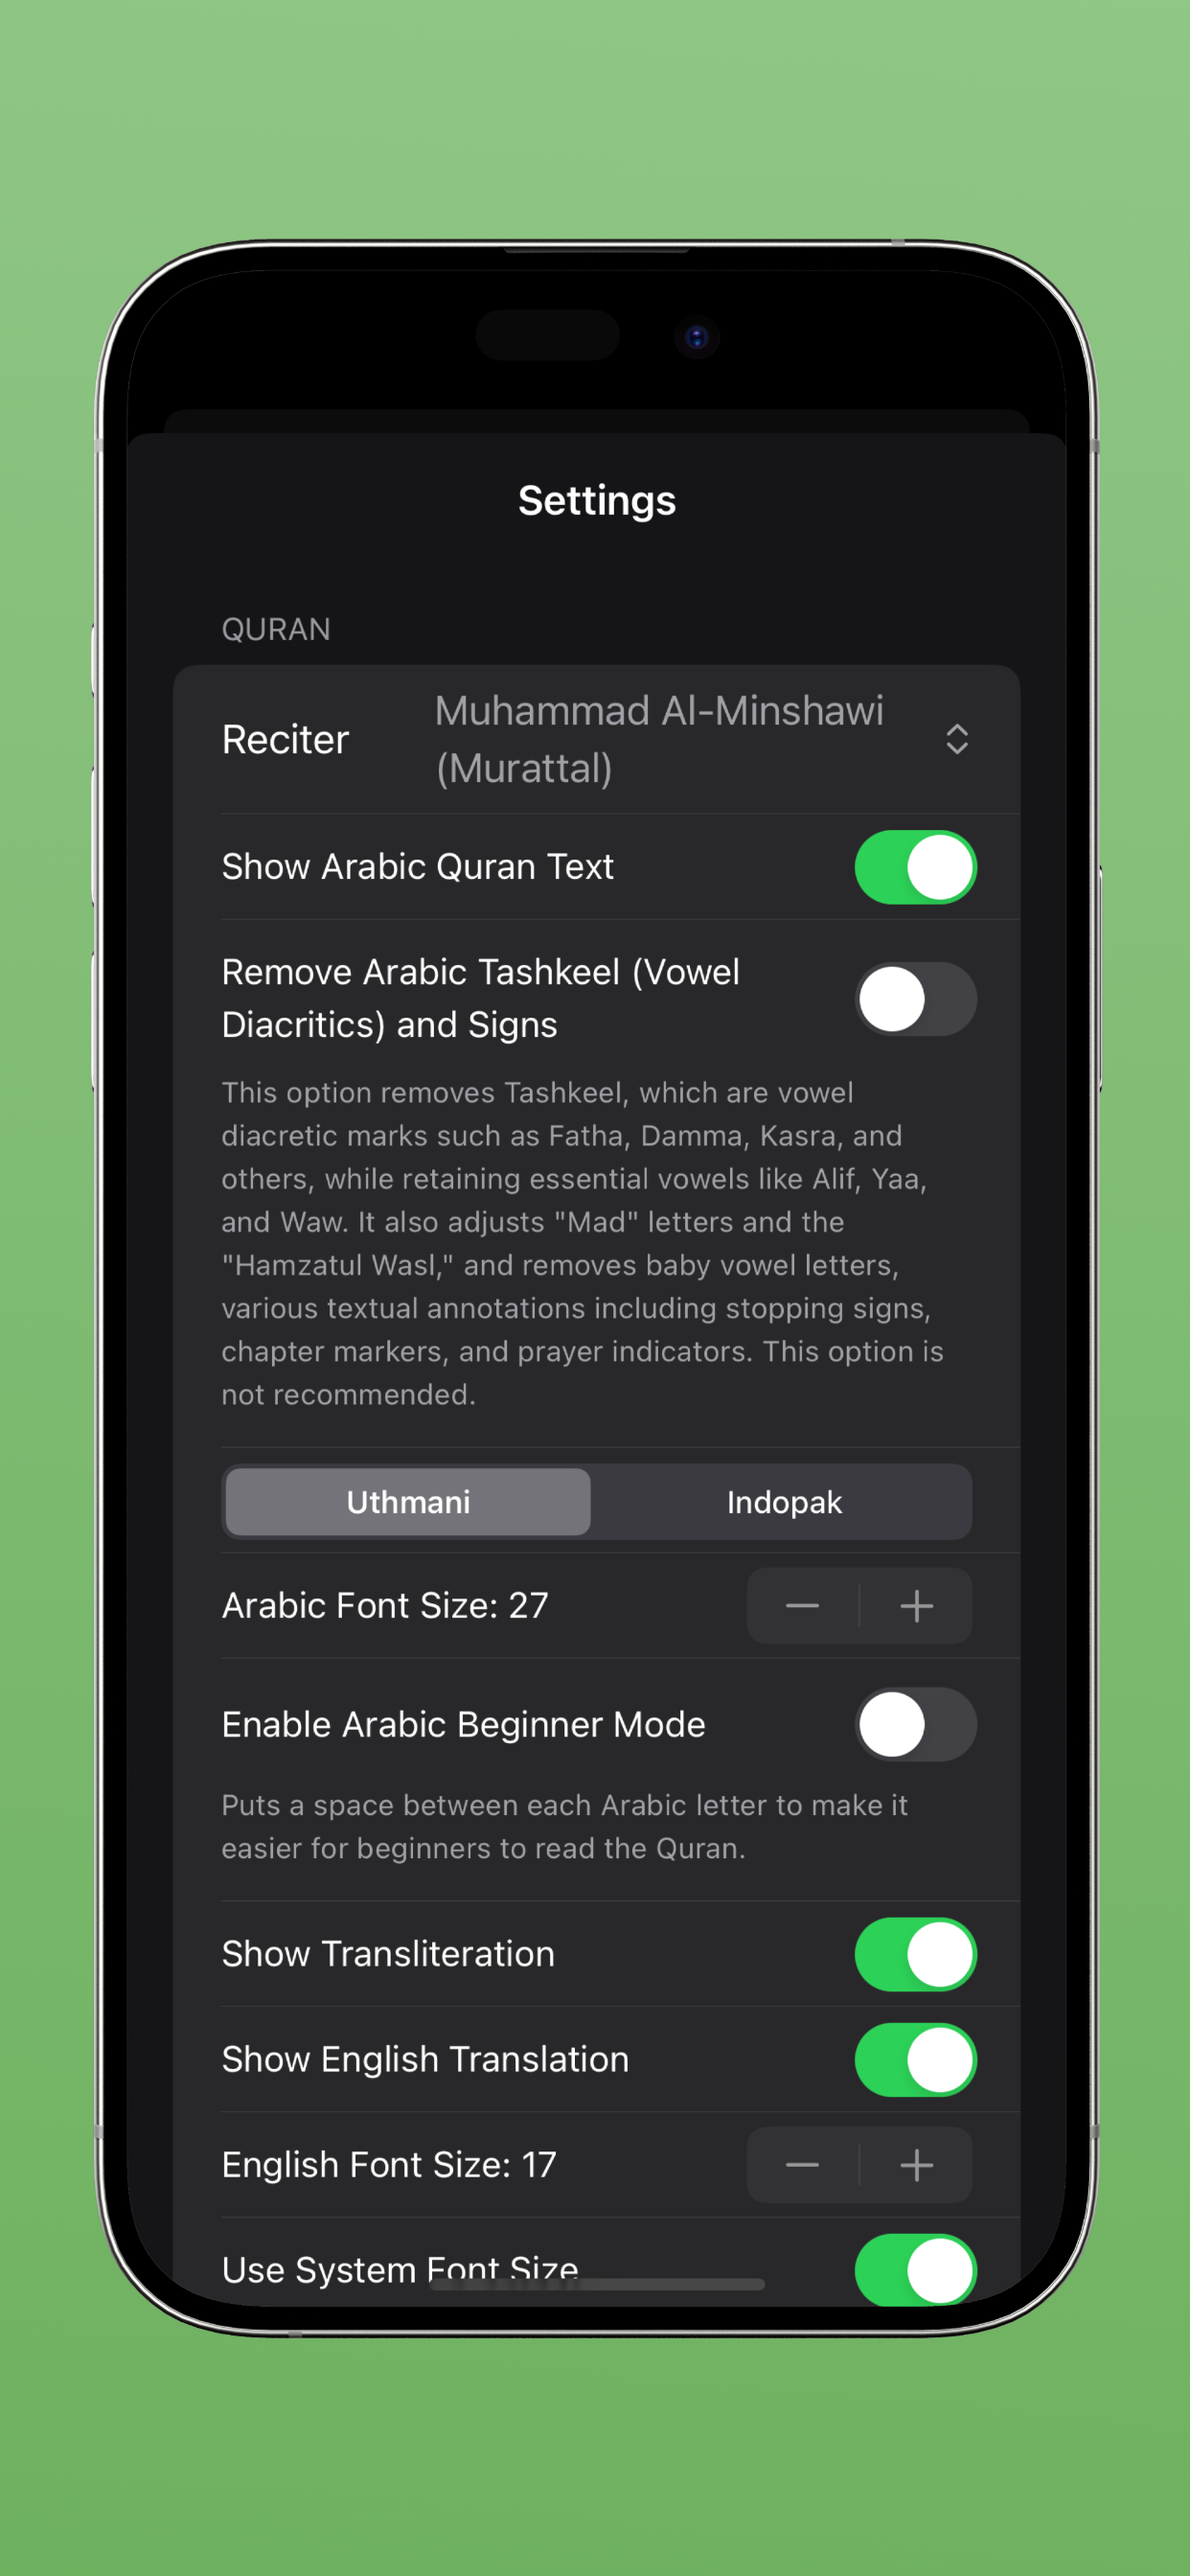 Settings
QURAN
Reciter
Muhammad Al-Minshawi
(Murattal)
Show Arabic Quran Text
Remove Arabic Tashkeel (Vowel
Diacritics) and Signs
This option removes Tashkeel, which are vowel
diacretic marks such as Fatha, Damma, Kasra, and
others, while retaining essential vowels like Alif, Yaa,
and Waw. It also adjusts "Mad" letters and the
"Hamzatul Wasl," and removes baby vowel letters,
various textual annotations including stopping signs,
chapter markers, and prayer indicators. This option is
not recommended.
Uthmani
Indopak
Arabic Font Size: 27
Enable Arabic Beginner Mode
Puts a space between each Arabic letter to make it
easier for beginners to read the Quran.
Show Transliteration
Show English Translation
English Font Size: 17
Use System Font Size